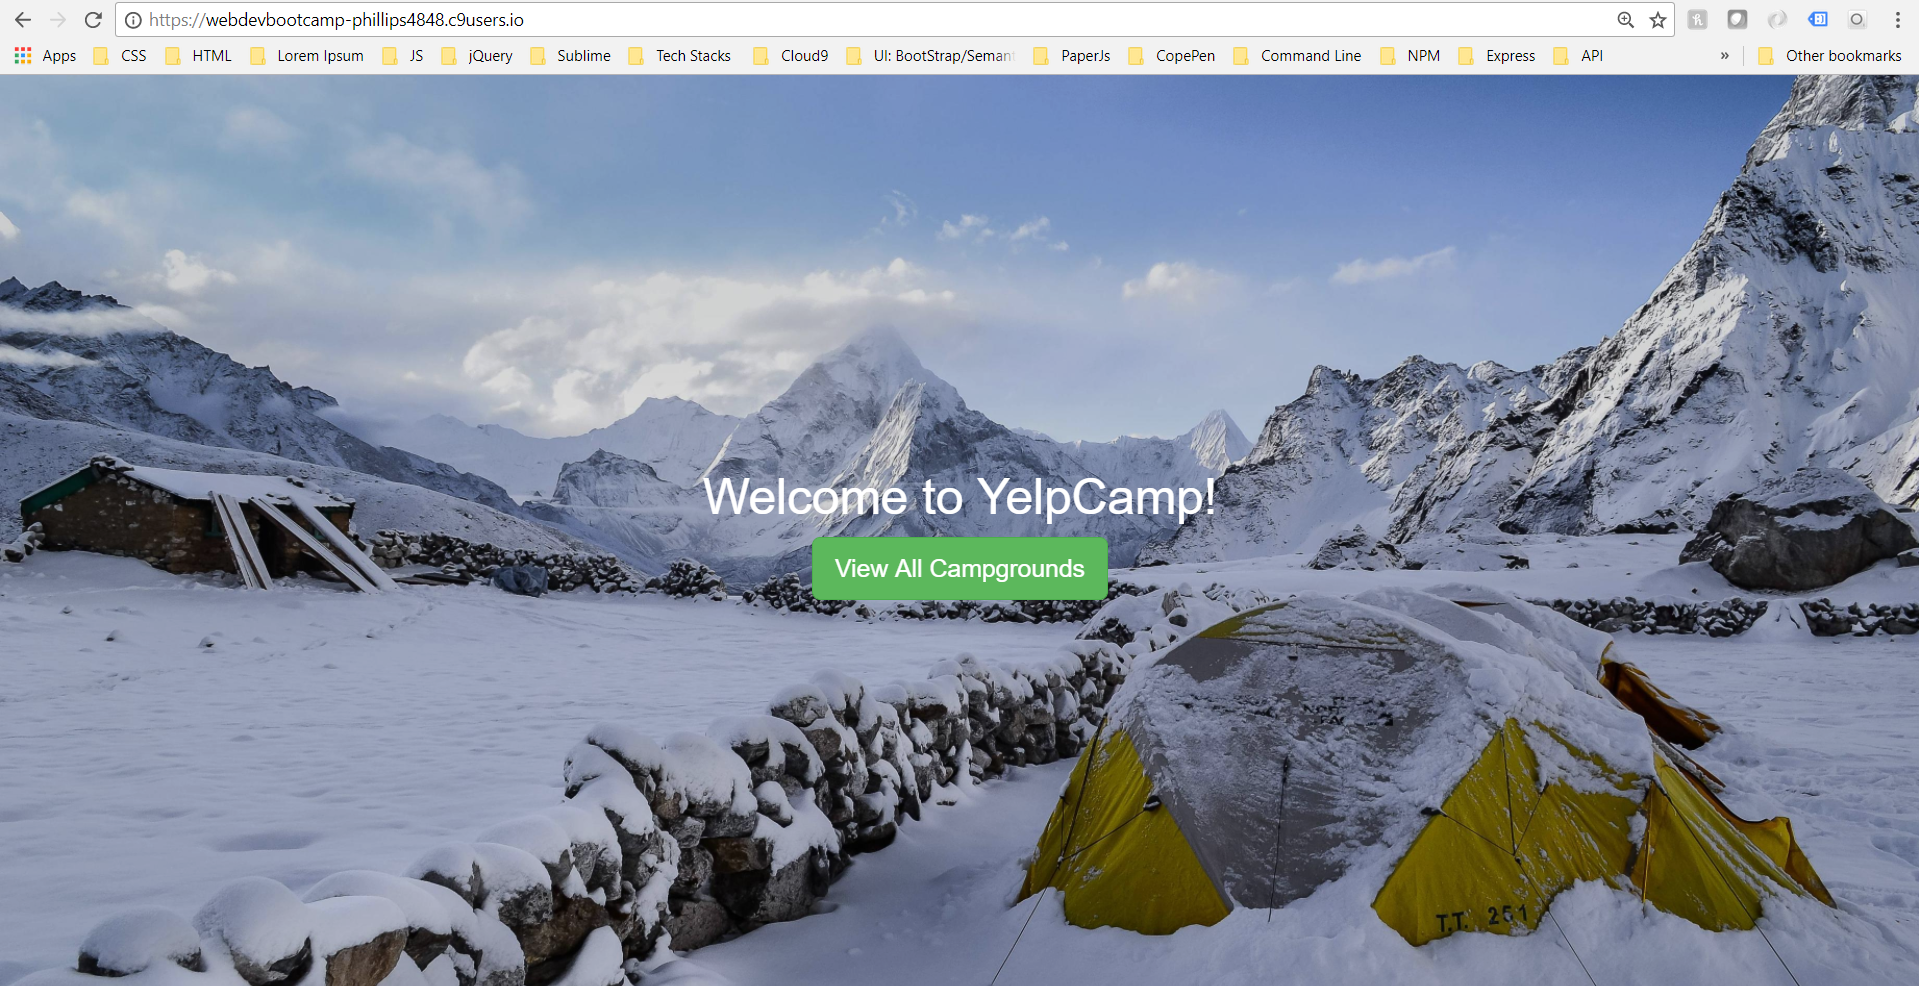 https://webdevbootcamp-phillips4848.c9users.io
Apps CSS HTML Lorem Ipsum JS jQuery Sublime Tech Stacks Cloud9 UI: BootStrap/Semant PaperJs CopePen Command Line NPM Express API » Other bookmarks
Welcome to YelpCamp!
View All Campgrounds
T.T. 251